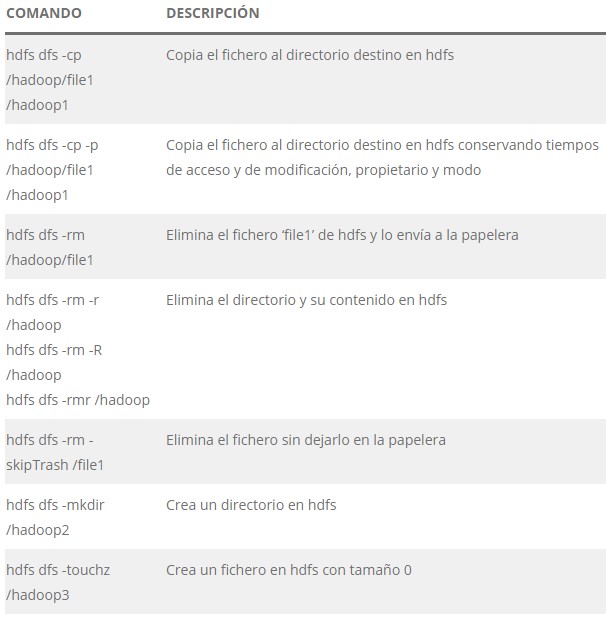 COMANDO DESCRIPCIÓN
hdfs dfs -cp Copia el fichero al directorio destino en hdfs
/hadoop/file1
/hadoop1
hdfs dfs -cp -p Copia el fichero al directorio destino en hdfs conservando tiempos
/hadoop/file1 de acceso y de modificación, propietario y modo
/hadoop1
hdfs dfs -rm Elimina el fichero ‘file1’ de hdfs y lo envía a la papelera
/hadoop/file1
hdfs dfs -rm -r Elimina el directorio y su contenido en hdfs
/hadoop
hdfs dfs -rm -R
/hadoop
hdfs dfs -rmr /hadoop
hdfs dfs -rm - Elimina el fichero sin dejarlo en la papelera
skipTrash /file1
hdfs dfs -mkdir Crea un directorio en hdfs
/hadoop2
hdfs dfs -touchz Crea un fichero en hdfs con tamaño 0
/hadoop3